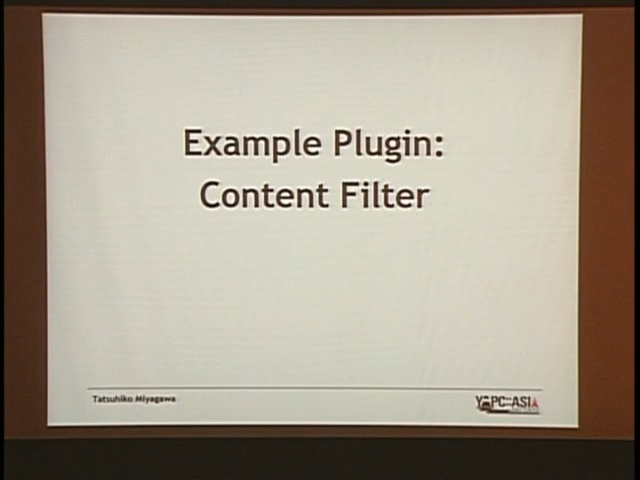 Example Plugin:
Content Filter
Tatsuhiko Miyagawa
YAPC::ASIA